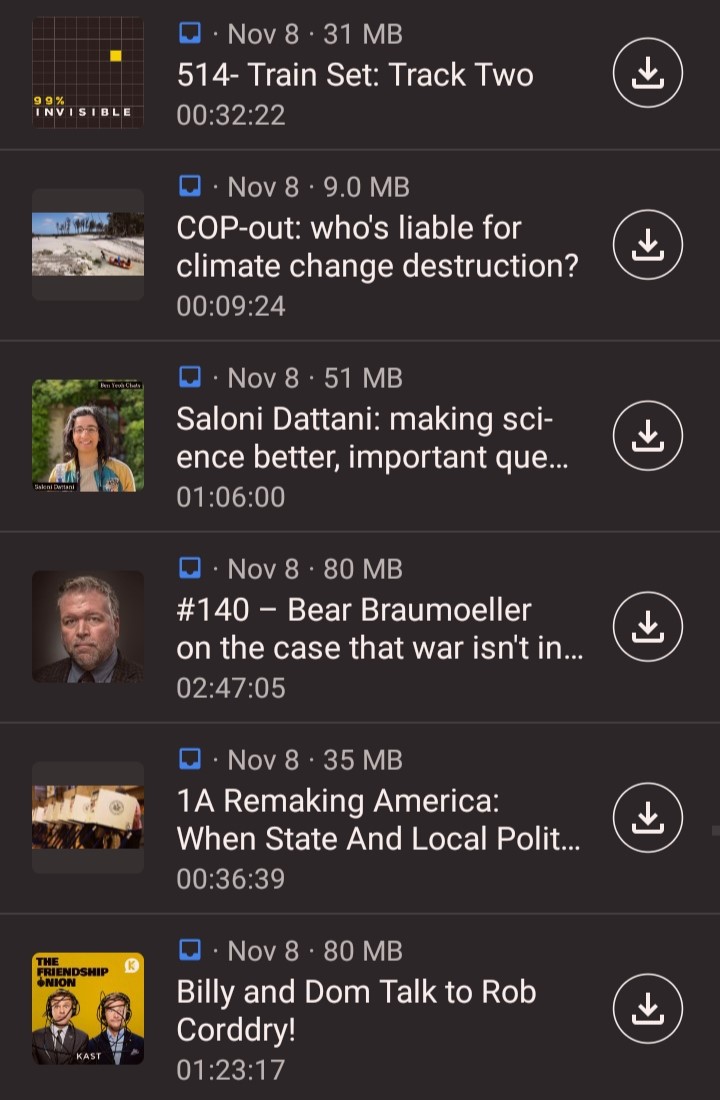 · Nov 8 · 31 MB
514- Train Set: Track Two
00:32:22
99%
INVISIBLE
· Nov 8 · 9.0 MB
COP-out: who's liable for
climate change destruction?
00:09:24
· Nov 8 · 51 MB
Saloni Dattani: making sci-
ence better, important que...
01:06:00
Ben Yeoh Chats
Saloni Dattani
· Nov 8 · 80 MB
#140 – Bear Braumoeller
on the case that war isn't in...
02:47:05
· Nov 8 · 35 MB
1A Remaking America:
When State And Local Polit...
00:36:39
· Nov 8 · 80 MB
Billy and Dom Talk to Rob
Corddry!
01:23:17
THE
FRIENDSHIP
ONION
K
KAST